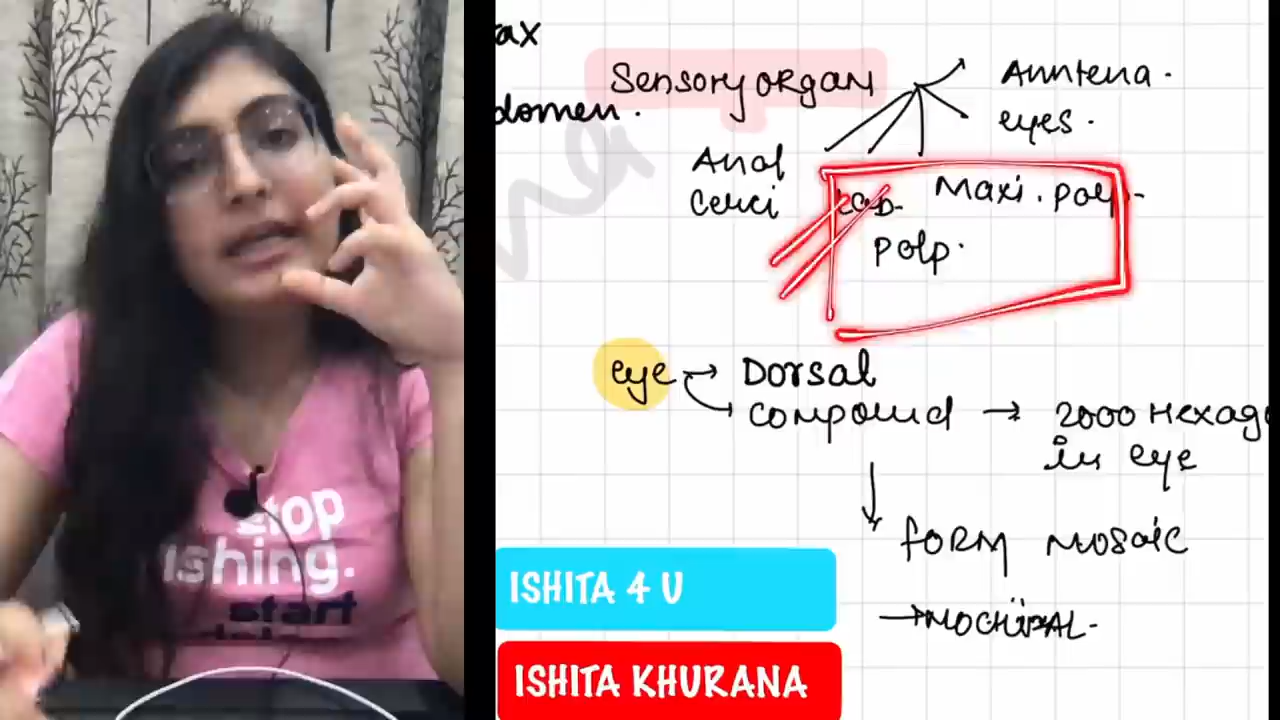 ax
domen.
Sensory organ
Anntena.
eyes.
Anal
Cerci
Lab-
palp.
Maxi. palp-
eye → Dorsal
compound → 2000 Hexag
in eye
form mosaic
stop
ishing.
start
ISHITA 4 U
ISHITA KHURANA